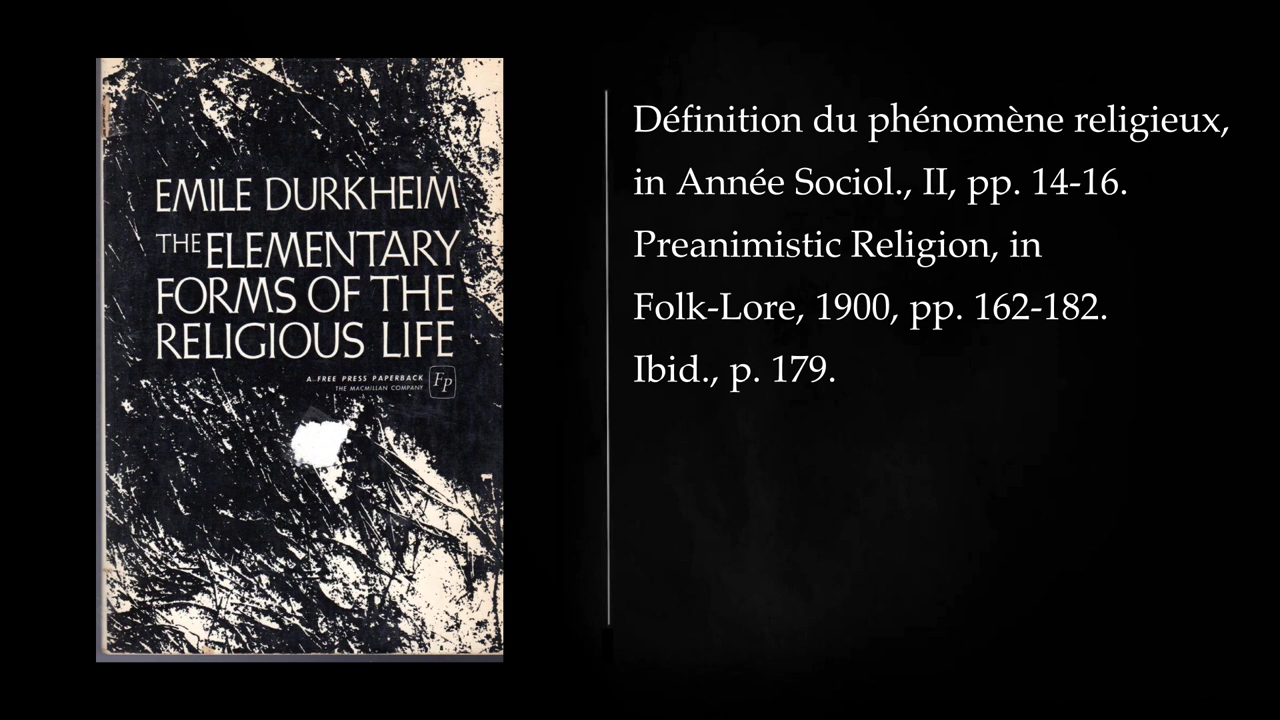 EMILE DURKHEIM
THE ELEMENTARY
FORMS OF THE
RELIGIOUS LIFE
A FREE PRESS PAPERBACK
THE MACMILLAN COMPANY
Fp
Définition du phénomène religieux,
in Année Sociol., II, pp. 14-16.
Preanimistic Religion, in
Folk-Lore, 1900, pp. 162-182.
Ibid., p. 179.